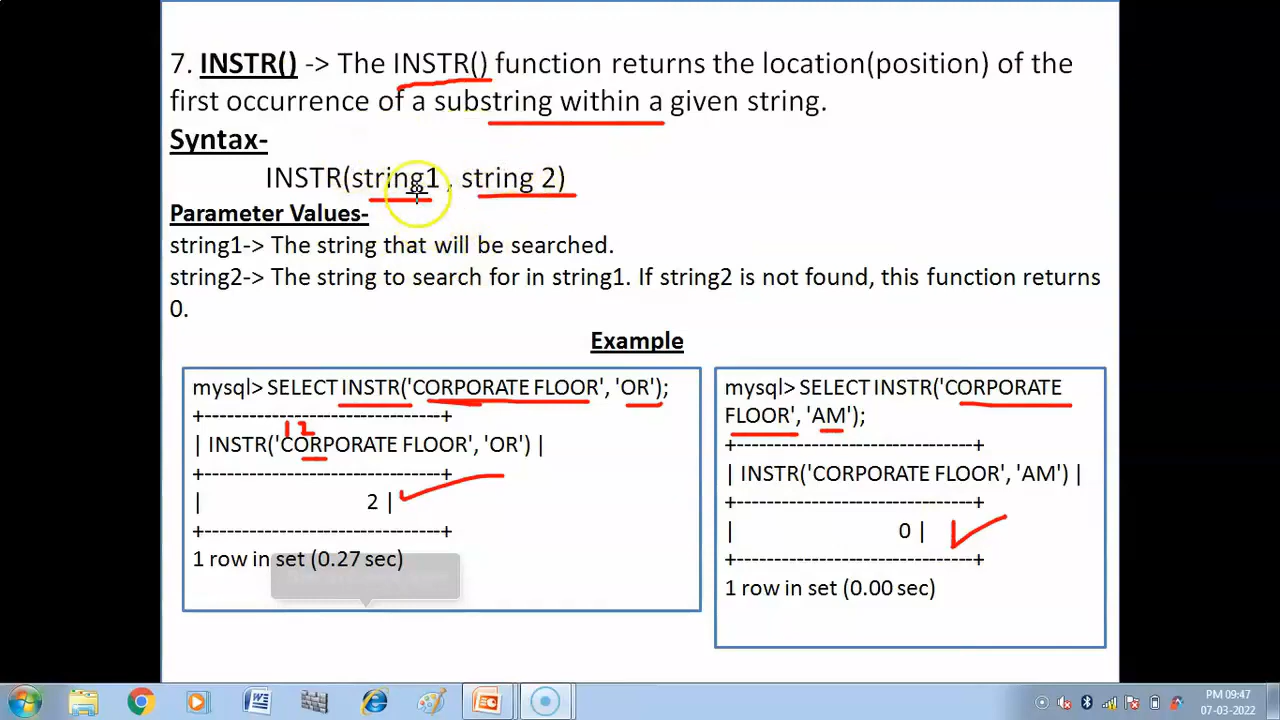 7. INSTR() -> The INSTR() function returns the location(position) of the
first occurrence of a substring within a given string.
Syntax-
INSTR(string1 , string 2)
Parameter Values-
string1-> The string that will be searched.
string2-> The string to search for in string1. If string2 is not found, this function returns
0.
Example
mysql> SELECT INSTR('CORPORATE FLOOR', 'OR');
+---------------------------------+
1 2
| INSTR('CORPORATE FLOOR', 'OR') |
+---------------------------------+
| 2 |
+---------------------------------+
1 row in set (0.27 sec)
mysql> SELECT INSTR('CORPORATE
FLOOR', 'AM');
+---------------------------------+
| INSTR('CORPORATE FLOOR', 'AM') |
+---------------------------------+
| 0 |
+---------------------------------+
1 row in set (0.00 sec)
PM 09:47
07-03-2022